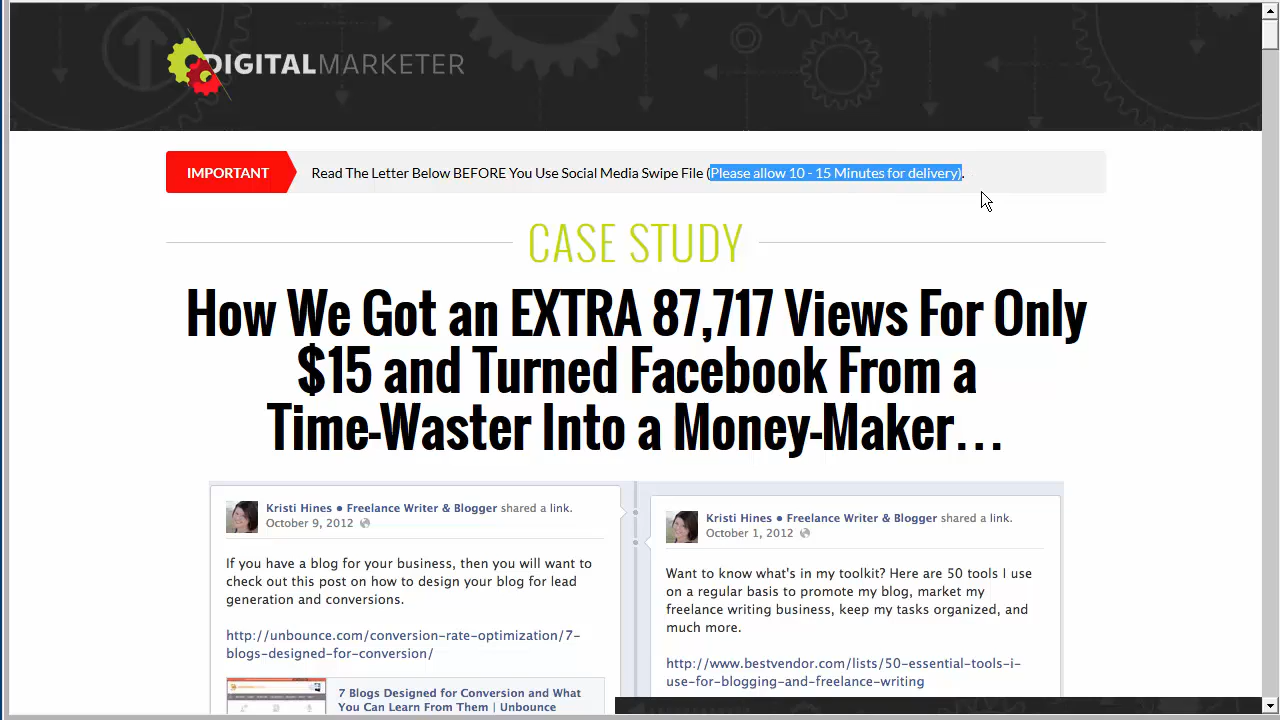 DIGITALMARKETER
IMPORTANT
Read The Letter Below BEFORE You Use Social Media Swipe File (Please allow 10 - 15 Minutes for delivery).
CASE STUDY
How We Got an EXTRA 87,717 Views For Only
$15 and Turned Facebook From a
Time-Waster Into a Money-Maker…
Kristi Hines ● Freelance Writer & Blogger shared a link.
October 9, 2012
If you have a blog for your business, then you will want to
check out this post on how to design your blog for lead
generation and conversions.
http://unbounce.com/conversion-rate-optimization/7-
blogs-designed-for-conversion/
7 Blogs Designed for Conversion and What
You Can Learn From Them | Unbounce
Kristi Hines ● Freelance Writer & Blogger shared a link.
October 1, 2012
Want to know what's in my toolkit? Here are 50 tools I use
on a regular basis to promote my blog, market my
freelance writing business, keep my tasks organized, and
much more.
http://www.bestvendor.com/lists/50-essential-tools-i-
use-for-blogging-and-freelance-writing